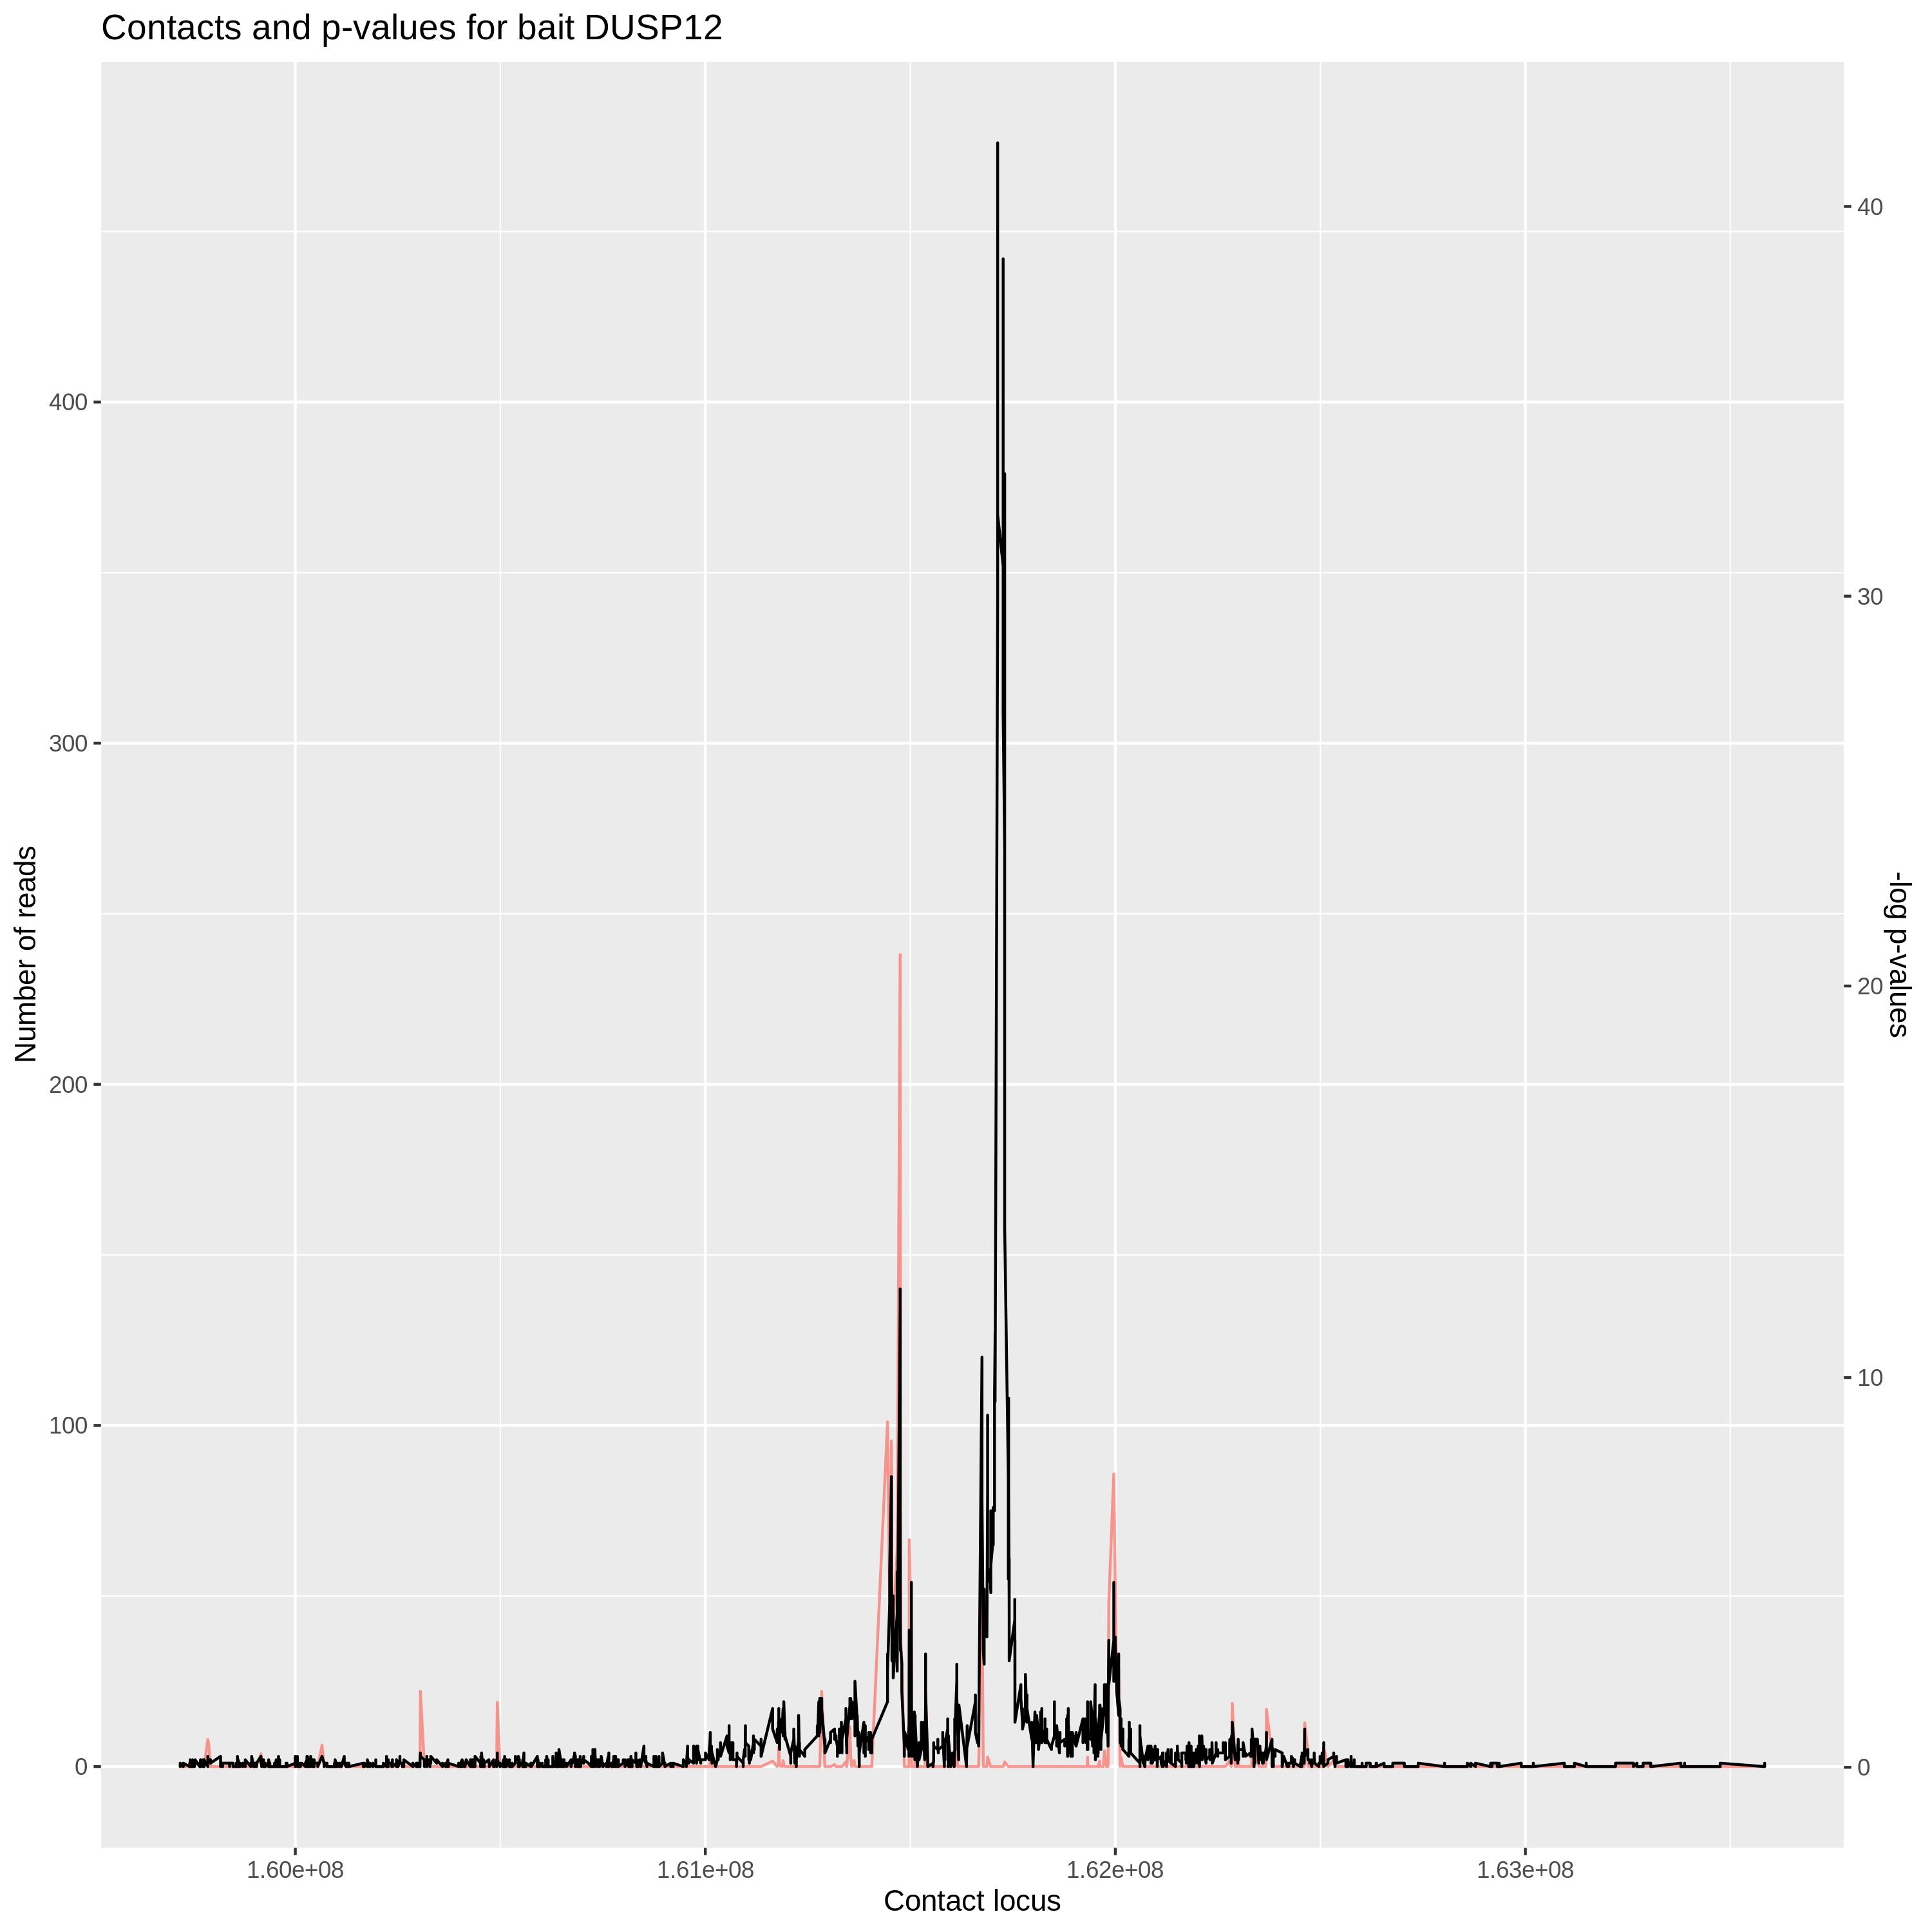 Contacts and p-values for bait DUSP12
Number of reads
400
300
200
100
0
-log p-values
40
30
20
10
0
1.60e+08
1.61e+08
1.62e+08
1.63e+08
Contact locus